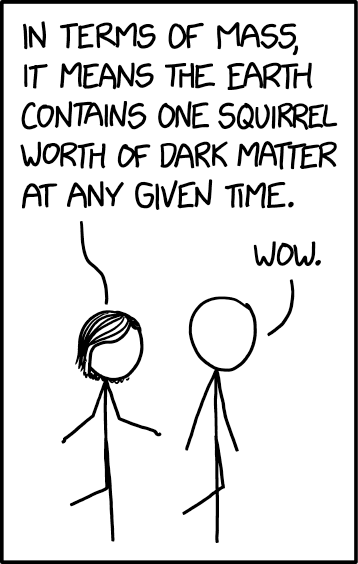 IN TERMS OF MASS,
IT MEANS THE EARTH
CONTAINS ONE SQUIRREL
WORTH OF DARK MATTER
AT ANY GIVEN TIME.
WOW.